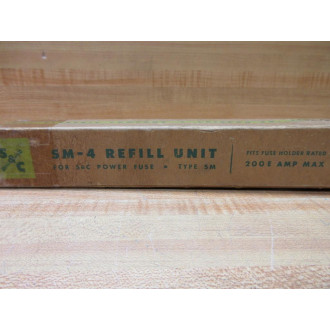 S&C
SM-4 REFILL UNIT
FOR S&C POWER FUSE • TYPE SM
FITS FUSE HOLDER RATED
200E AMP MAX